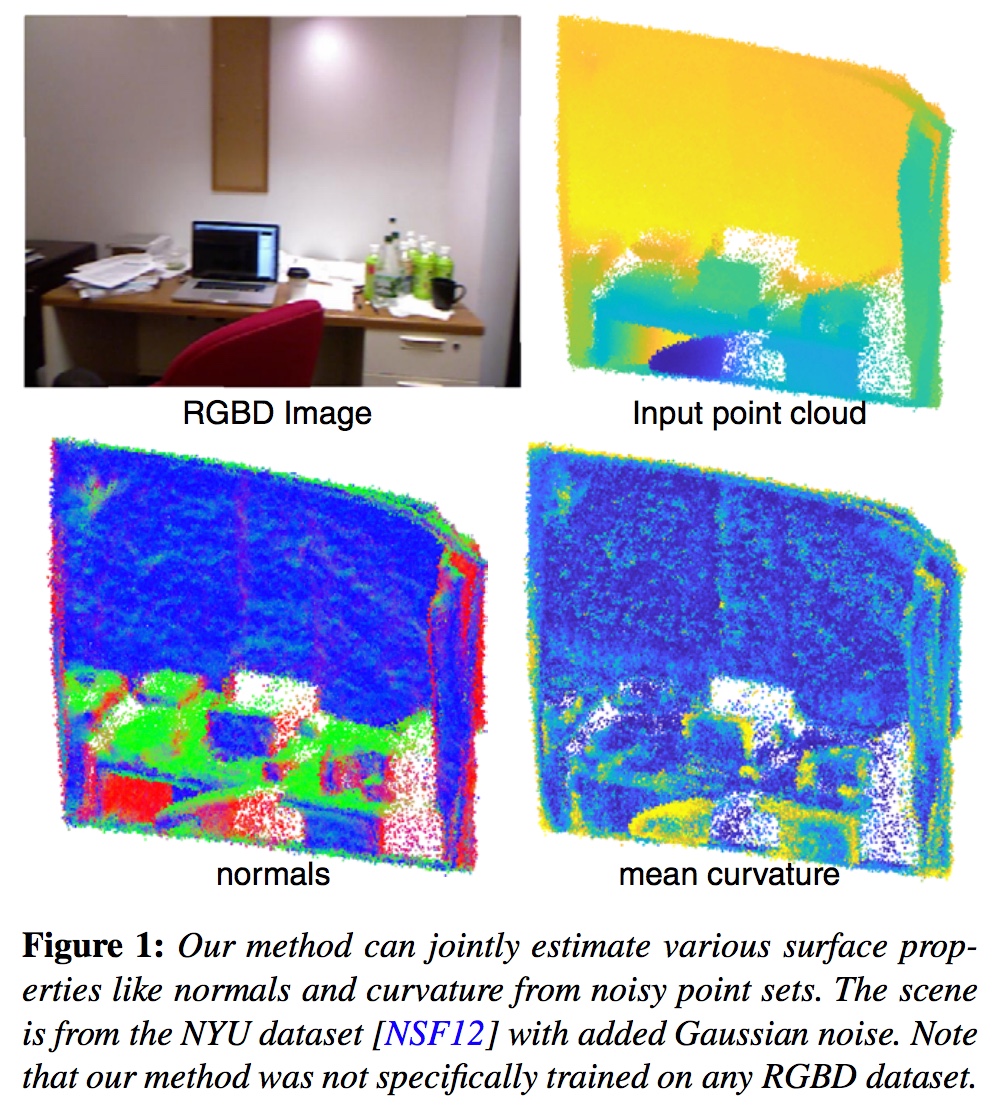 RGBD Image
Input point cloud
normals
mean curvature
Figure 1: Our method can jointly estimate various surface prop-
erties like normals and curvature from noisy point sets. The scene
is from the NYU dataset [NSF12] with added Gaussian noise. Note
that our method was not specifically trained on any RGBD dataset.